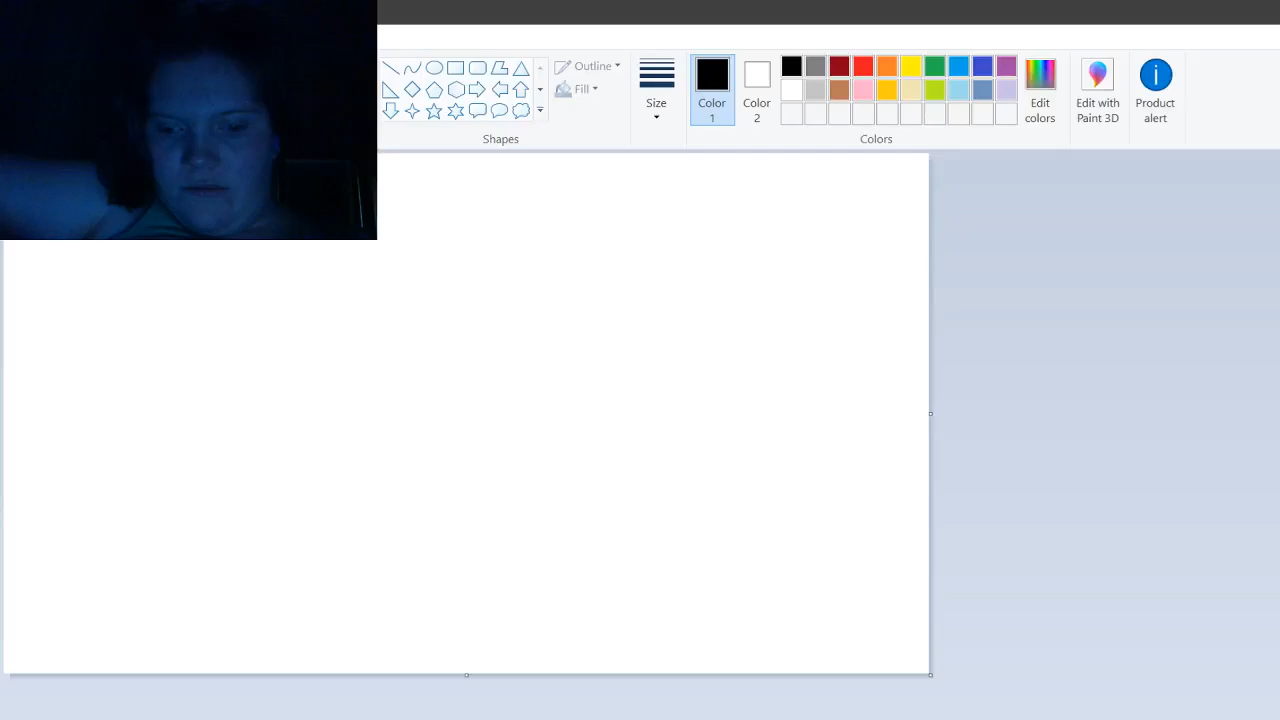 Outline
Fill
Shapes
Size
Color
1
Color
2
Colors
Edit
colors
Edit with
Paint 3D
Product
alert